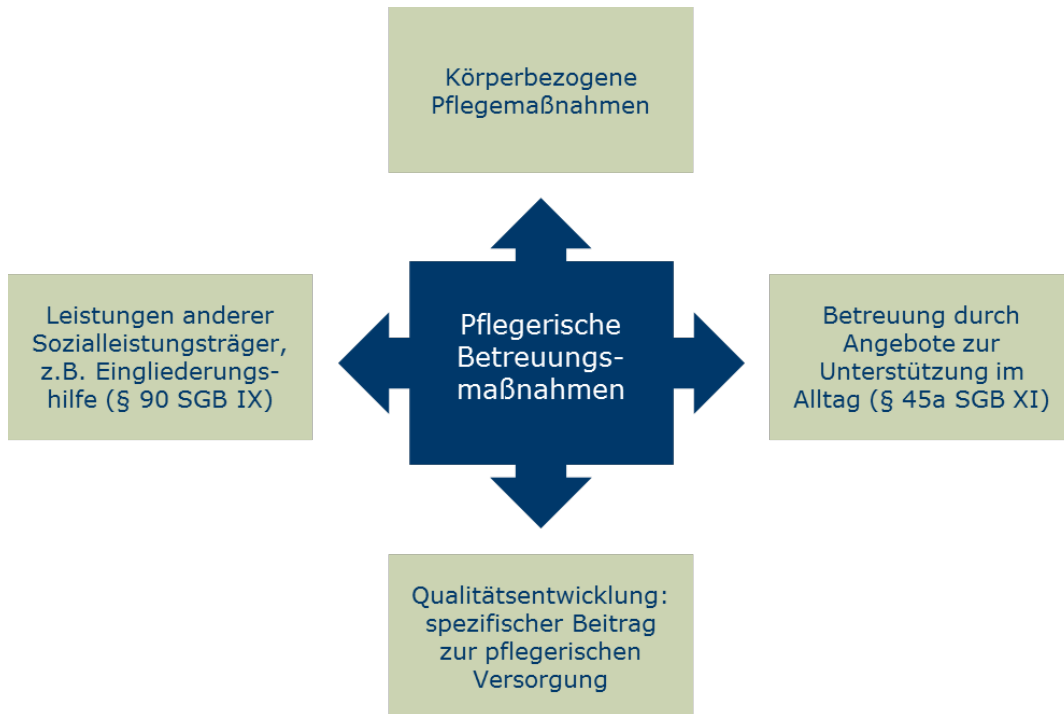 Körperbezogene
Pflegemaßnahmen
Leistungen anderer
Sozialleistungsträger,
z.B. Eingliederungs-
hilfe (§ 90 SGB IX)
Pflegerische
Betreuungs-
maßnahmen
Betreuung durch
Angebote zur
Unterstützung im
Alltag (§ 45a SGB XI)
Qualitätsentwicklung:
spezifischer Beitrag
zur pflegerischen
Versorgung